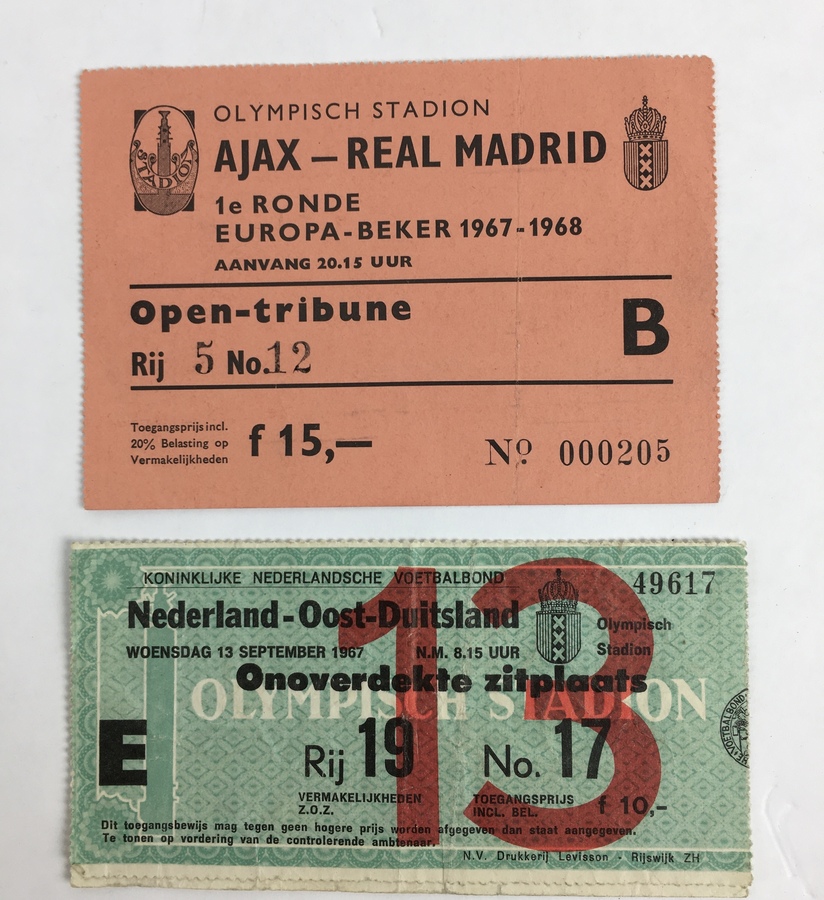 OLYMPISCH STADION
STADION
AJAX – REAL MADRID
1e RONDE
EUROPA-BEKER 1967-1968
AANVANG 20.15 UUR
Open-tribune
B
Rij 5 No. 12
Toegangsprijs incl.
20% Belasting op
Vermakelijkheden
f 15,—
Nº 000205
KONINKLIJKE NEDERLANDSCHE VOETBALBOND
49617
Nederland-Oost-Duitsland
Olympisch
Stadion
WOENSDAG 13 SEPTEMBER 1967 N.M. 8.15 UUR
Onoverdekte zitplaats
OLYMPISCH STADION
13
E
Rij 19 No. 17
VERMAKELIJKHEDEN
Z.O.Z.
TOEGANGSPRIJS
INCL. BEL.
f 10,-
VOETBALBOND
Dit toegangsbewijs mag tegen geen hogere prijs worden afgegeven dan staat aangegeven.
Te tonen op vordering van de controlerende ambtenaar.
N.V. Drukkerij Levisson - Rijswijk ZH